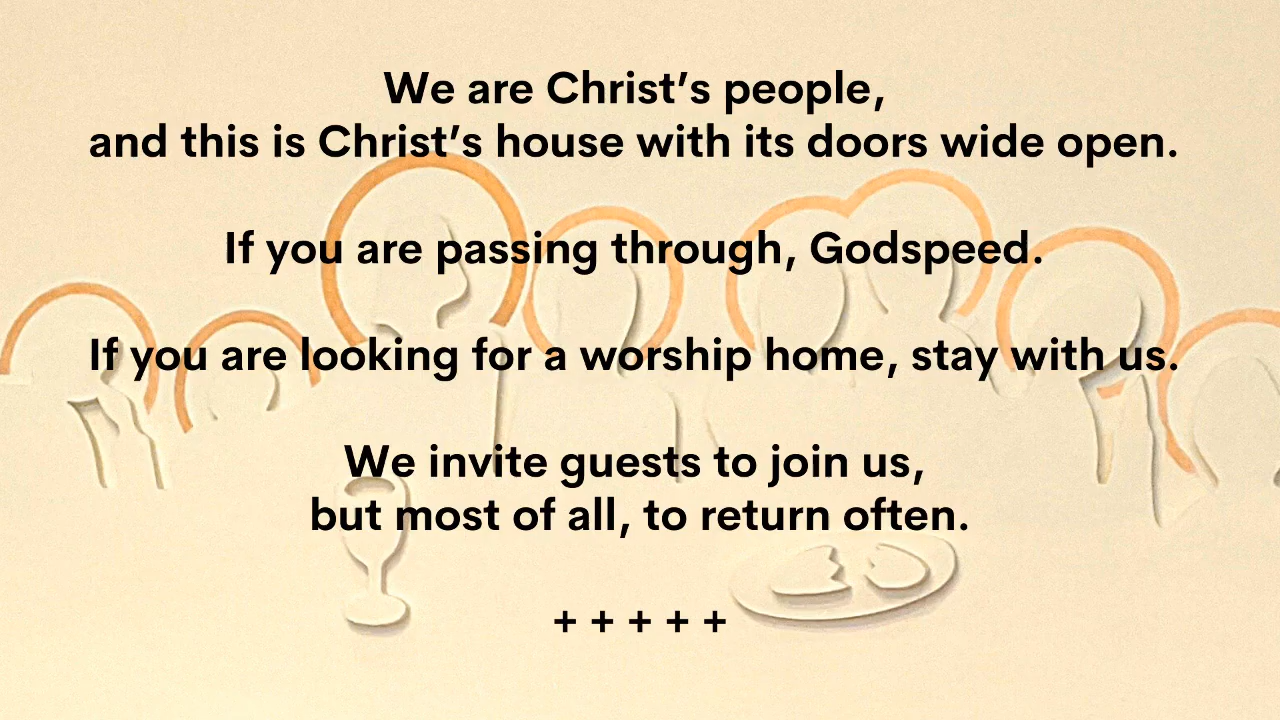 We are Christ’s people,
and this is Christ’s house with its doors wide open.
If you are passing through, Godspeed.
If you are looking for a worship home, stay with us.
We invite guests to join us,
but most of all, to return often.
+ + + + +